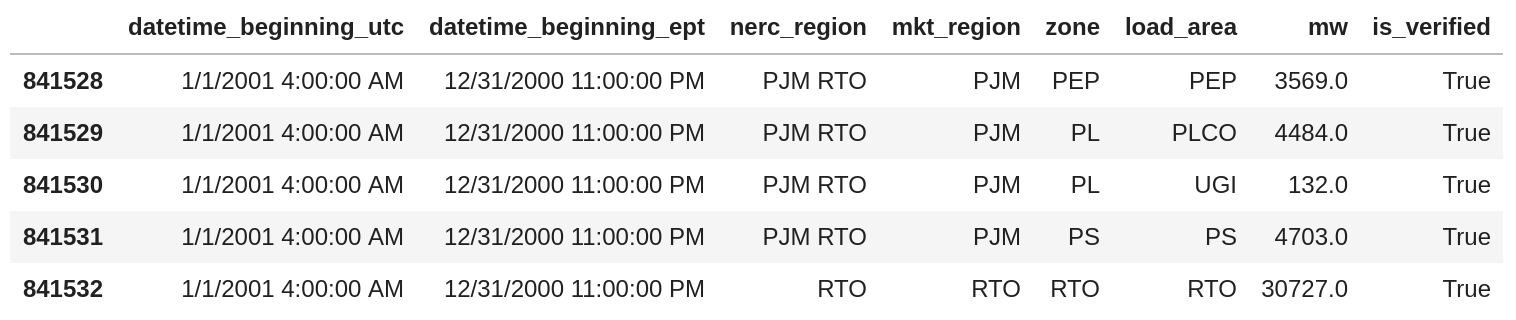 datetime_beginning_utc datetime_beginning_ept nerc_region mkt_region zone load_area mw is_verified
841528 1/1/2001 4:00:00 AM 12/31/2000 11:00:00 PM PJM RTO PJM PEP PEP 3569.0 True
841529 1/1/2001 4:00:00 AM 12/31/2000 11:00:00 PM PJM RTO PJM PL PLCO 4484.0 True
841530 1/1/2001 4:00:00 AM 12/31/2000 11:00:00 PM PJM RTO PJM PL UGI 132.0 True
841531 1/1/2001 4:00:00 AM 12/31/2000 11:00:00 PM PJM RTO PJM PS PS 4703.0 True
841532 1/1/2001 4:00:00 AM 12/31/2000 11:00:00 PM RTO RTO RTO RTO 30727.0 True